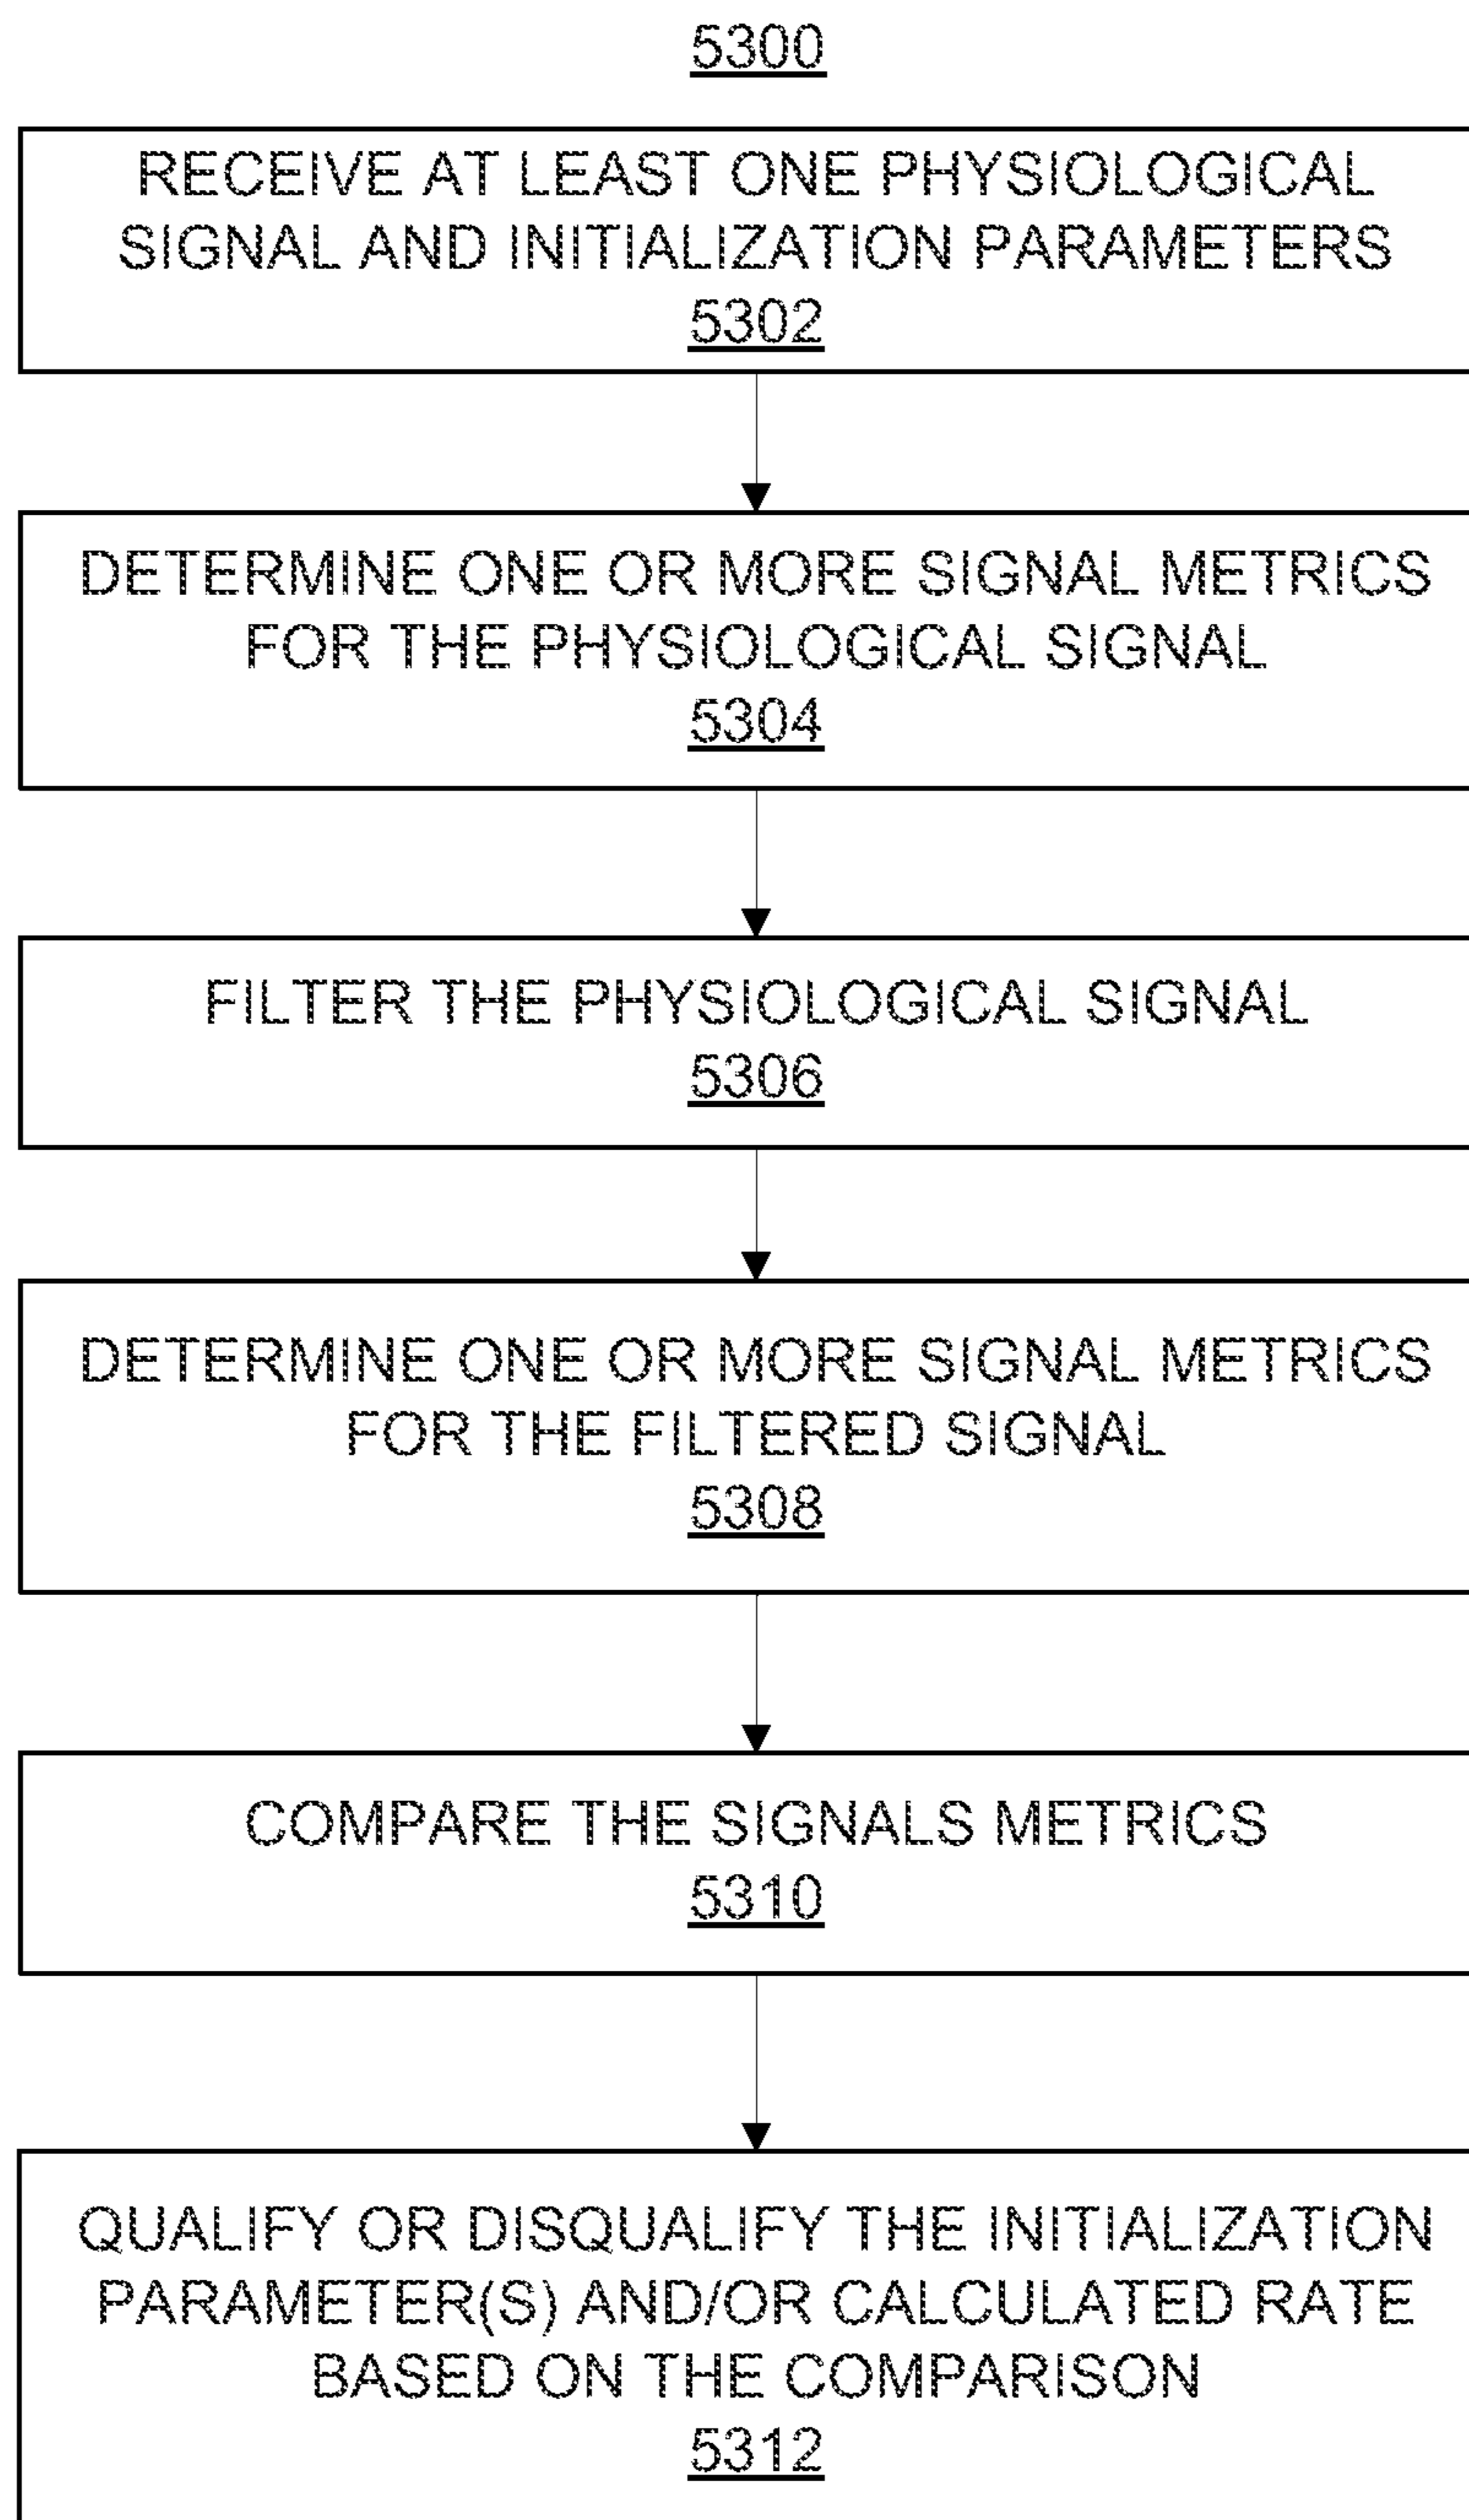 5300
RECEIVE AT LEAST ONE PHYSIOLOGICAL
SIGNAL AND INITIALIZATION PARAMETERS
5302
DETERMINE ONE OR MORE SIGNAL METRICS
FOR THE PHYSIOLOGICAL SIGNAL
5304
FILTER THE PHYSIOLOGICAL SIGNAL
5306
DETERMINE ONE OR MORE SIGNAL METRICS
FOR THE FILTERED SIGNAL
5308
COMPARE THE SIGNALS METRICS
5310
QUALIFY OR DISQUALIFY THE INITIALIZATION
PARAMETER(S) AND/OR CALCULATED RATE
BASED ON THE COMPARISON
5312